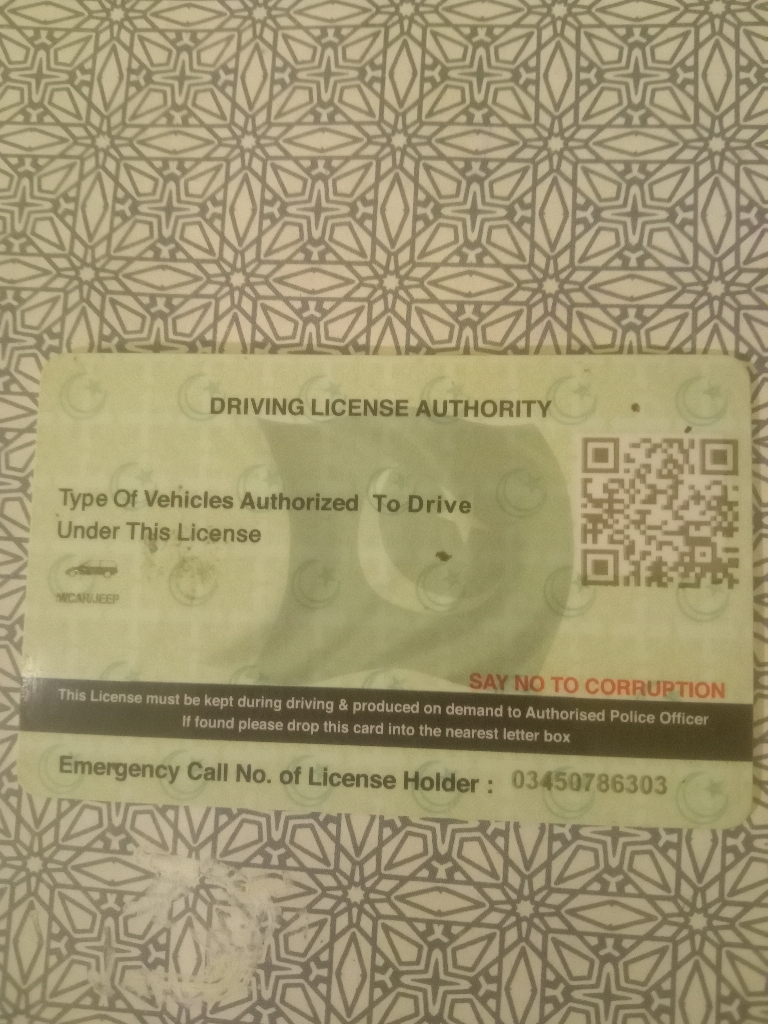 DRIVING LICENSE AUTHORITY
Type Of Vehicles Authorized To Drive
Under This License
M/CAR/JEEP
SAY NO TO CORRUPTION
This License must be kept during driving & produced on demand to Authorised Police Officer
If found please drop this card into the nearest letter box
Emergency Call No. of License Holder : 03450786303